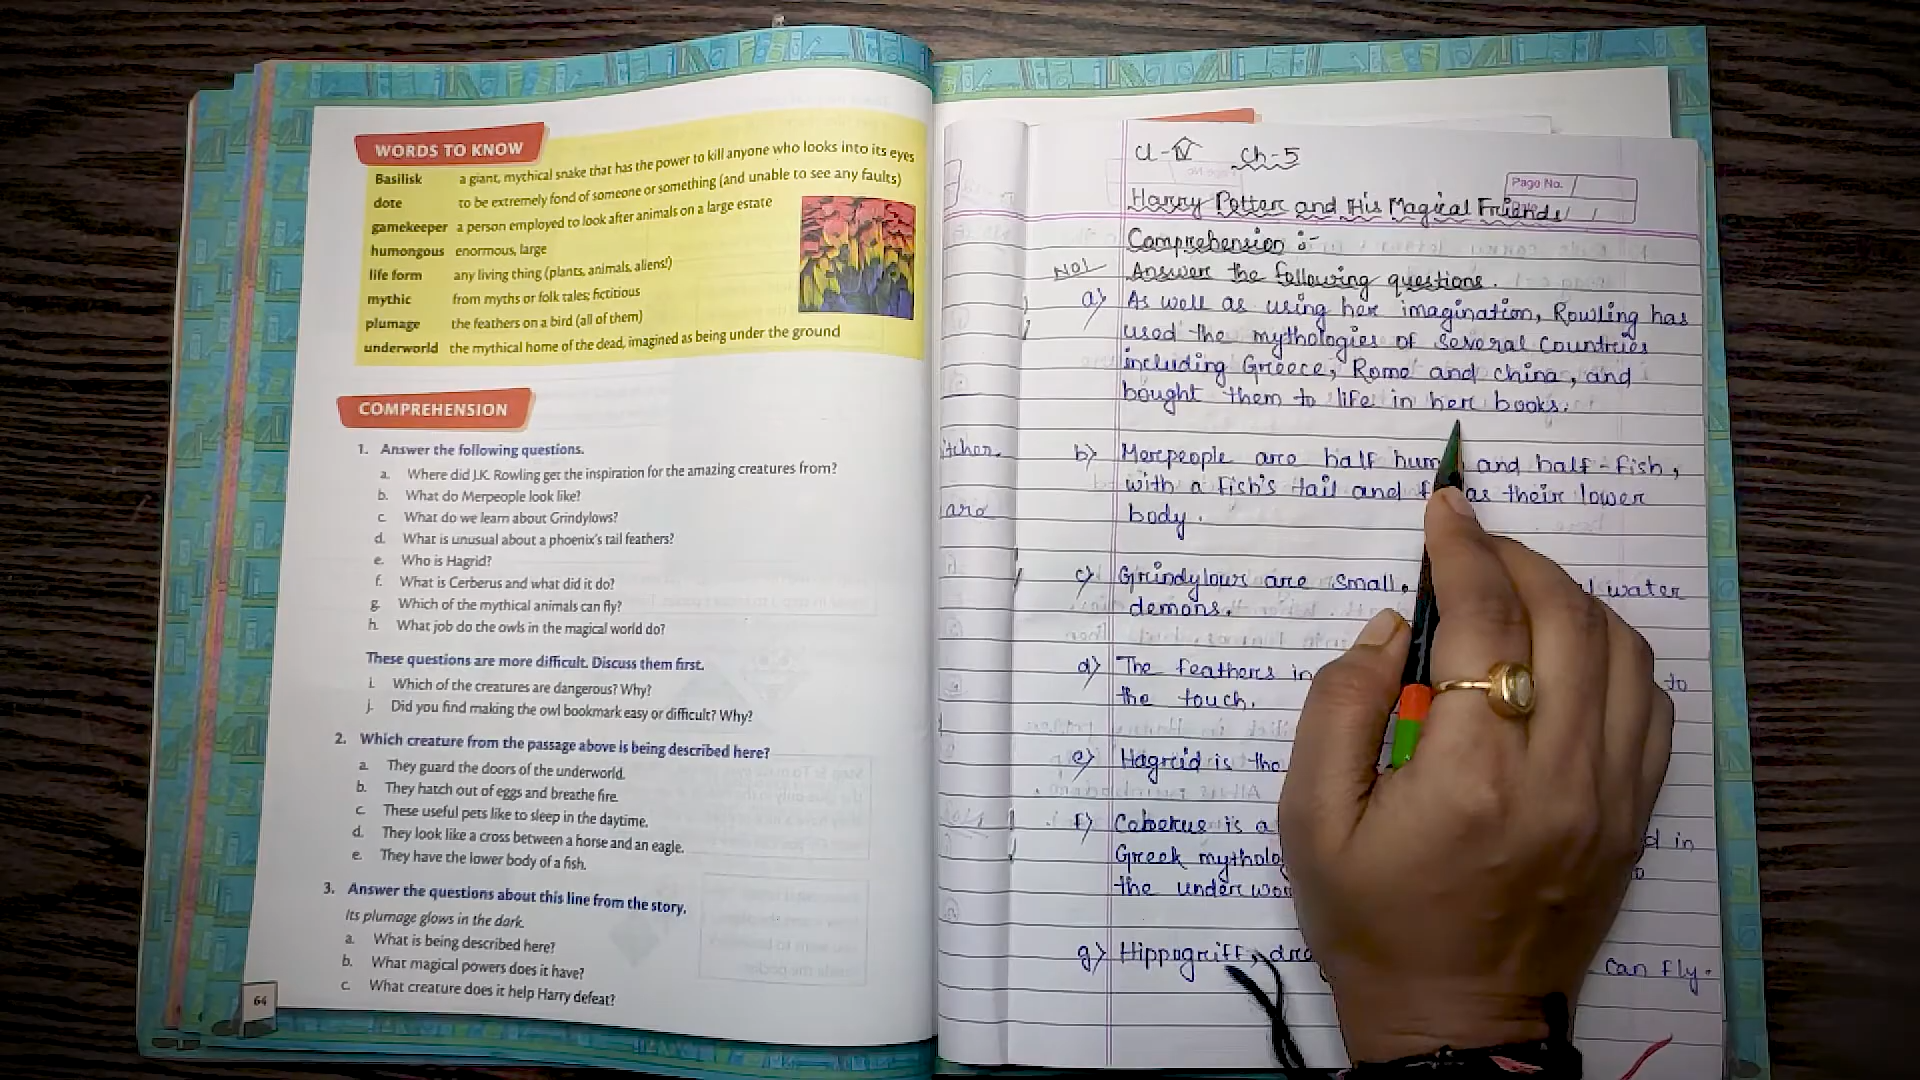 WORDS TO KNOW
Basilisk a giant, mythical snake that has the power to kill anyone who looks into its eyes
dote to be extremely fond of someone or something (and unable to see any faults)
gamekeeper a person employed to look after animals on a large estate
humongous enormous, large
life form any living thing (plants, animals, aliens!)
mythic from myths or folk tales; fictitious
plumage the feathers on a bird (all of them)
underworld the mythical home of the dead, imagined as being under the ground
COMPREHENSION
1. Answer the following questions.
a. Where did J.K. Rowling get the inspiration for the amazing creatures from?
b. What do Merpeople look like?
c. What do we learn about Grindylows?
d. What is unusual about a phoenix's tail feathers?
e. Who is Hagrid?
f. What is Cerberus and what did it do?
g. Which of the mythical animals can fly?
h. What job do the owls in the magical world do?
These questions are more difficult. Discuss them first.
i. Which of the creatures are dangerous? Why?
j. Did you find making the owl bookmark easy or difficult? Why?
2. Which creature from the passage above is being described here?
a. They guard the doors of the underworld.
b. They hatch out of eggs and breathe fire.
c. These useful pets like to sleep in the daytime.
d. They look like a cross between a horse and an eagle.
e. They have the lower body of a fish.
3. Answer the questions about this line from the story.
Its plumage glows in the dark.
a. What is being described here?
b. What magical powers does it have?
c. What creature does it help Harry defeat?
64
Cl-IV Ch-5
Page No.
Harry Potter and His Magical Friends
Comprehension :-
No1 Answer the following questions.
a) As well as using her imagination, Rowling has
used the mythologies of several countries
including Greece, Rome and China, and
bought them to life in her books.
b) Merpeople are half hum and half-fish,
with a fish's tail and as their lower
body.
c) Grindylows are small, water
demons.
d) The feathers in to
the touch.
e) Hagrid is the
f) Ceberus is a d in
Greek mytholo
the underwo
g) Hippogriff, dra can fly.